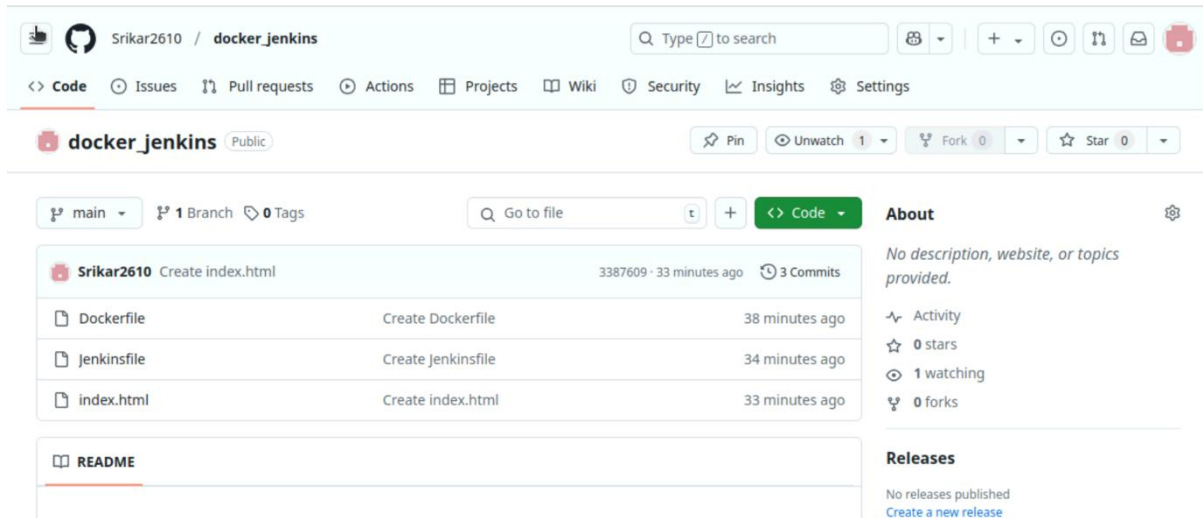 Srikar2610 / docker_jenkins
Type / to search
Code Issues Pull requests Actions Projects Wiki Security Insights Settings
docker_jenkins Public
Pin Unwatch 1 Fork 0 Star 0
main 1 Branch 0 Tags
Go to file t + Code
Srikar2610 Create index.html 3387609 · 33 minutes ago 3 Commits
Dockerfile Create Dockerfile 38 minutes ago
Jenkinsfile Create Jenkinsfile 34 minutes ago
index.html Create index.html 33 minutes ago
README
About
No description, website, or topics
provided.
Activity
0 stars
1 watching
0 forks
Releases
No releases published
Create a new release